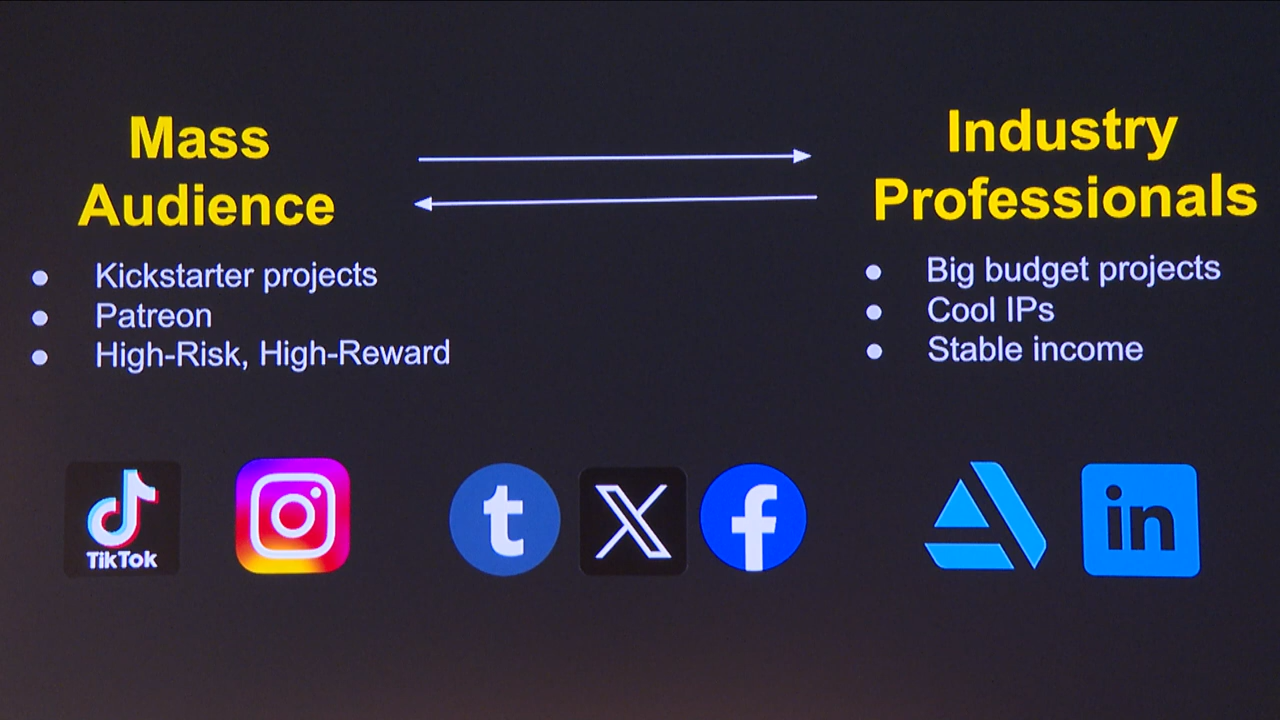 Mass
Audience
Industry
Professionals
Kickstarter projects
Patreon
High-Risk, High-Reward
Big budget projects
Cool IPs
Stable income
TikTok
t
X
f
in